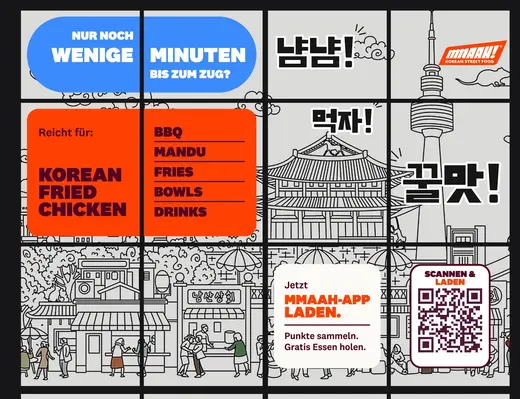 NUR NOCH
WENIGE MINUTEN
BIS ZUM ZUG?
냠냠!
MMAAH!
KOREAN STREET FOOD
Reicht für:
KOREAN
FRIED
CHICKEN
BBQ
MANDU
FRIES
BOWLS
DRINKS
먹자!
꿀맛!
Jetzt
MMAAH-APP
LADEN.
Punkte sammeln.
Gratis Essen holen.
SCANNEN &
LADEN